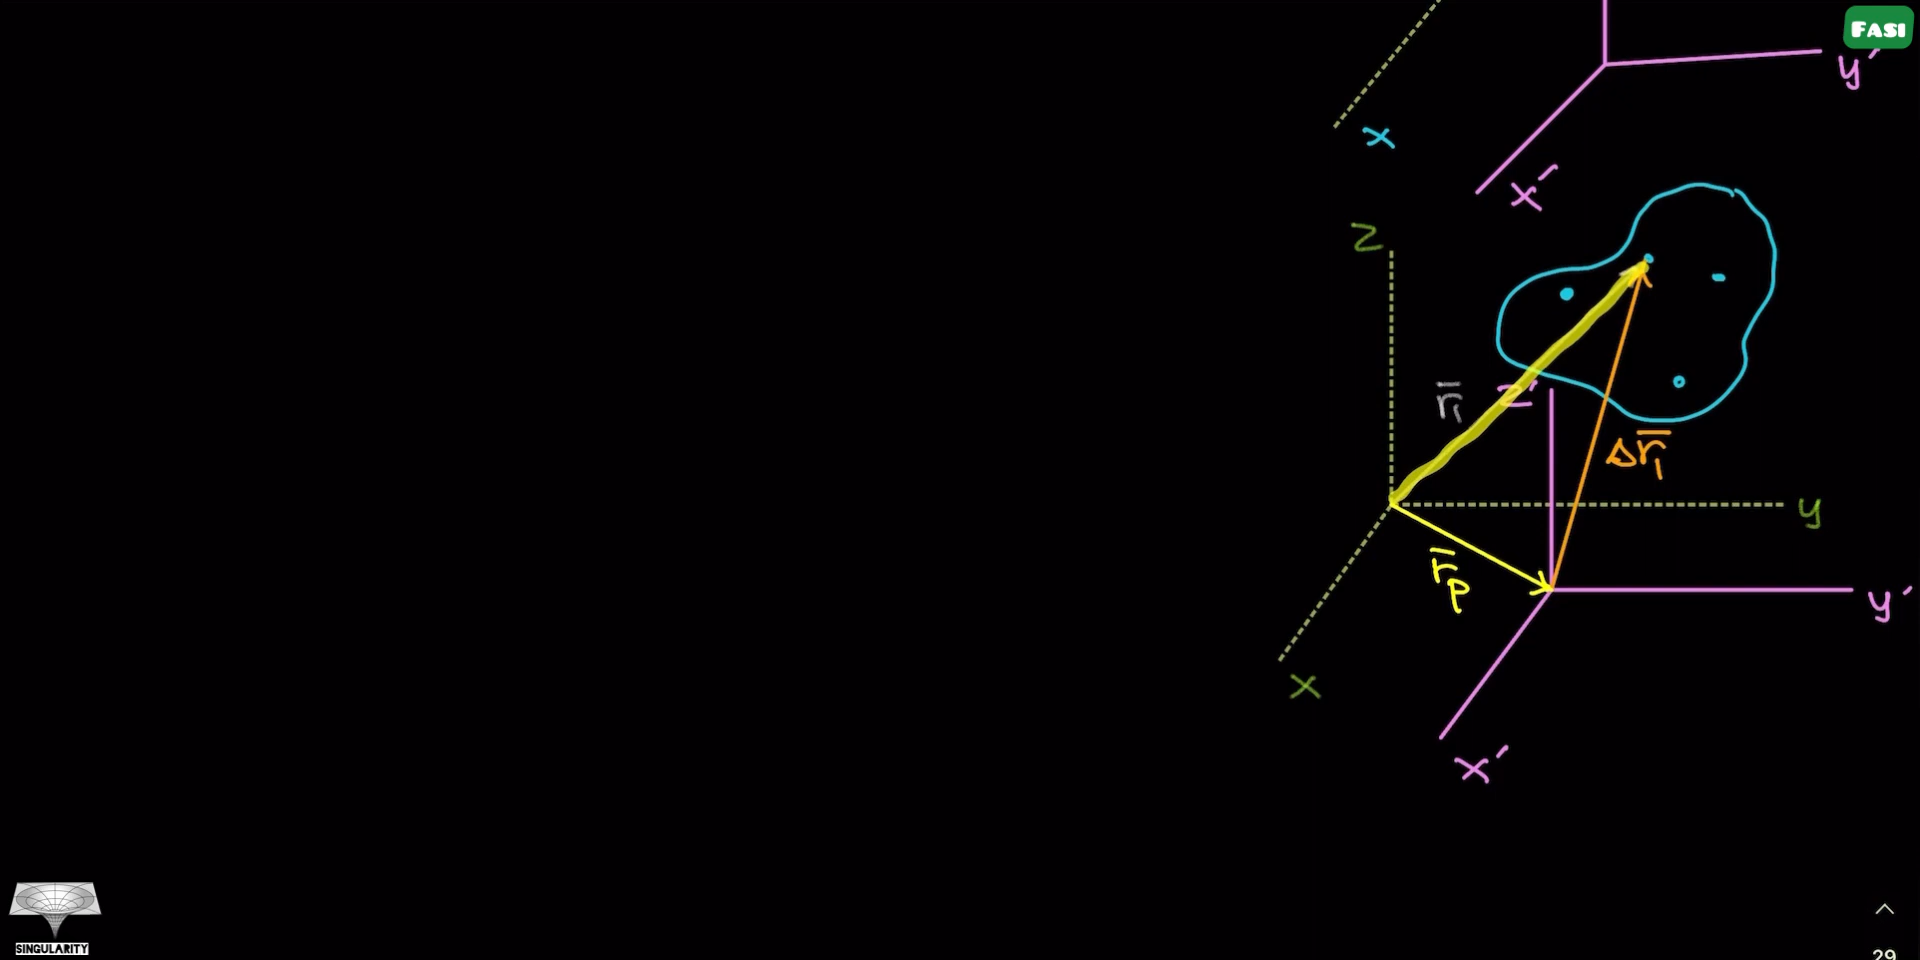 FASI
y′
x
x′
z
r̄₁
z′
Δr̄₁
y
r̄p
y′
x
x′
SINGULARITY
29